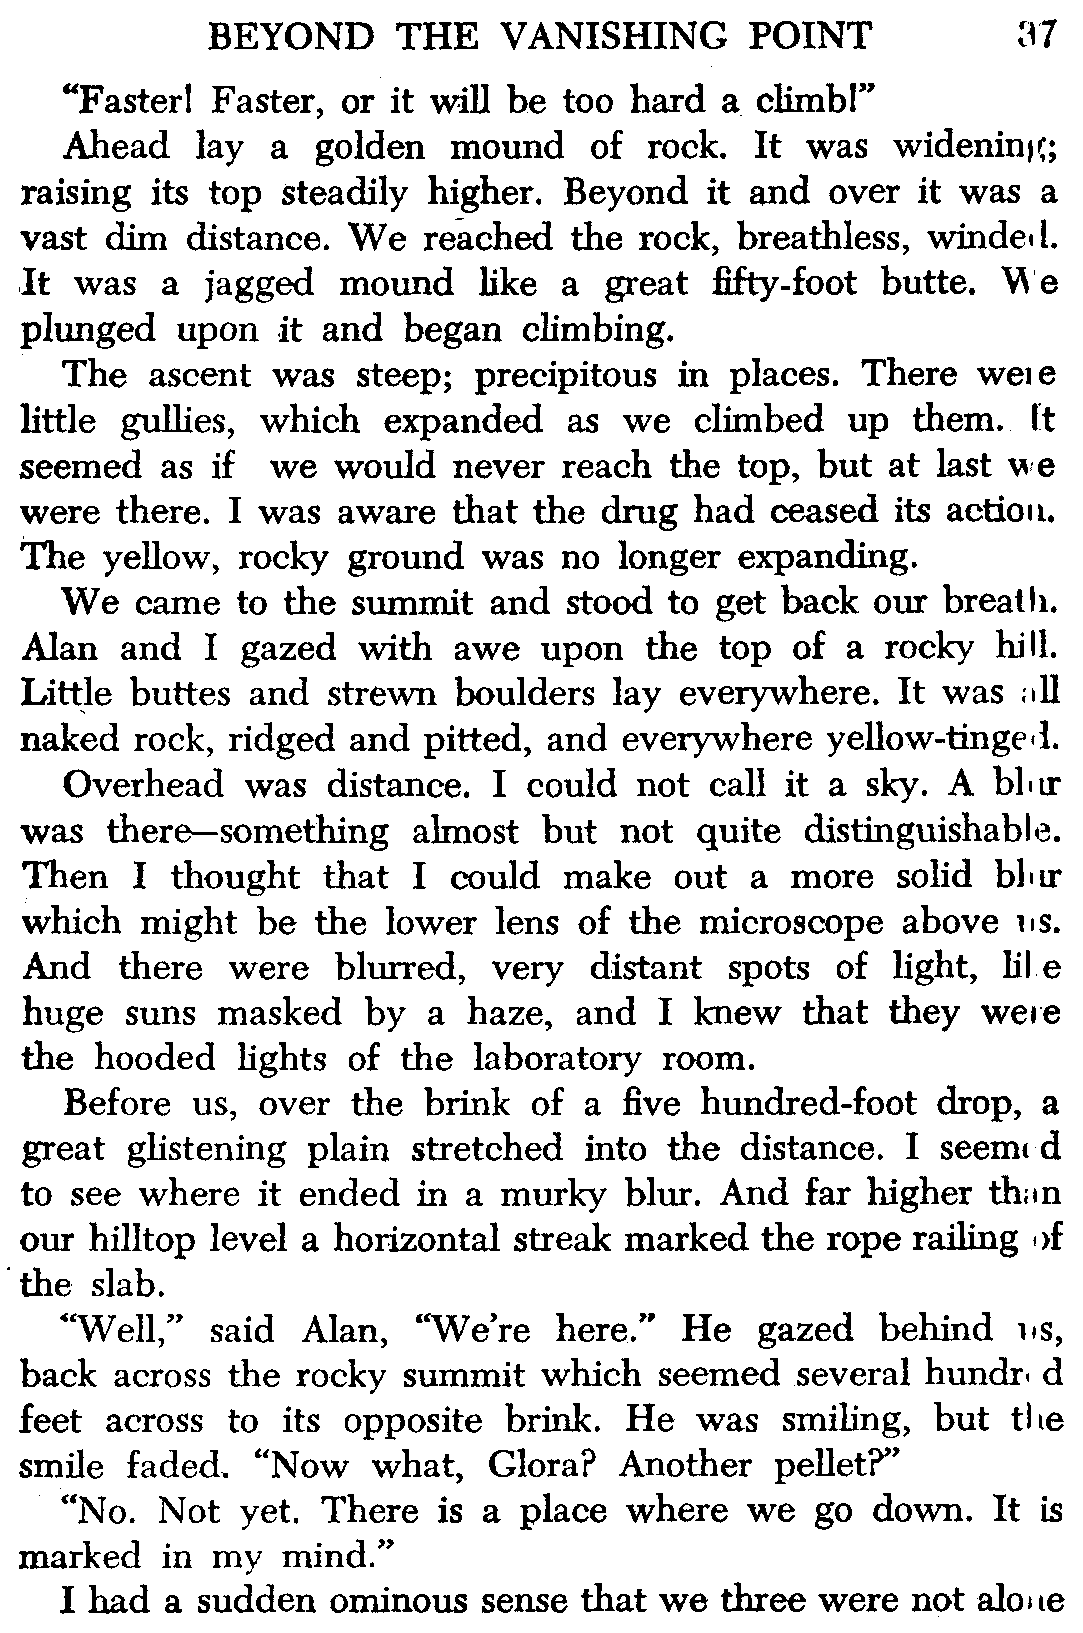 BEYOND THE VANISHING POINT 37
“Faster! Faster, or it will be too hard a climb!”
Ahead lay a golden mound of rock. It was widening;
raising its top steadily higher. Beyond it and over it was a
vast dim distance. We reached the rock, breathless, winded.
It was a jagged mound like a great fifty-foot butte. We
plunged upon it and began climbing.
The ascent was steep; precipitous in places. There were
little gullies, which expanded as we climbed up them. It
seemed as if we would never reach the top, but at last we
were there. I was aware that the drug had ceased its action.
The yellow, rocky ground was no longer expanding.
We came to the summit and stood to get back our breath.
Alan and I gazed with awe upon the top of a rocky hill.
Little buttes and strewn boulders lay everywhere. It was all
naked rock, ridged and pitted, and everywhere yellow-tinged.
Overhead was distance. I could not call it a sky. A blur
was there—something almost but not quite distinguishable.
Then I thought that I could make out a more solid blur
which might be the lower lens of the microscope above us.
And there were blurred, very distant spots of light, like
huge suns masked by a haze, and I knew that they were
the hooded lights of the laboratory room.
Before us, over the brink of a five hundred-foot drop, a
great glistening plain stretched into the distance. I seemed
to see where it ended in a murky blur. And far higher than
our hilltop level a horizontal streak marked the rope railing of
the slab.
“Well,” said Alan, “We’re here.” He gazed behind us,
back across the rocky summit which seemed several hundred
feet across to its opposite brink. He was smiling, but the
smile faded. “Now what, Glora? Another pellet?”
“No. Not yet. There is a place where we go down. It is
marked in my mind.”
I had a sudden ominous sense that we three were not alone